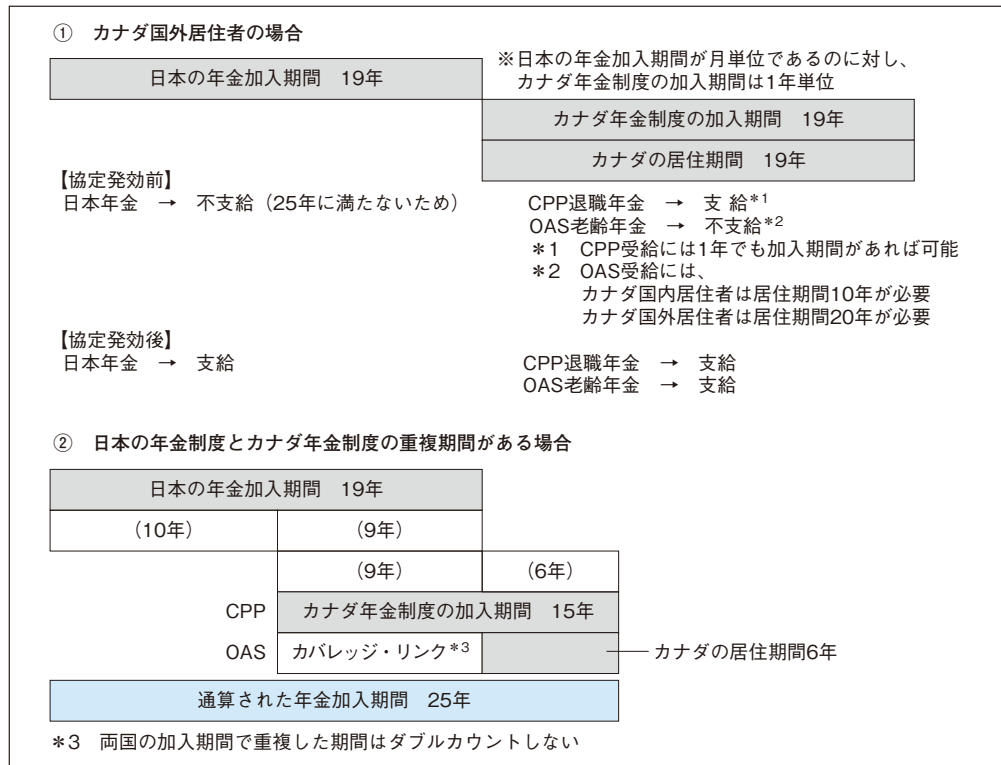 ① カナダ国外居住者の場合
日本の年金加入期間 19年
※日本の年金加入期間が月単位であるのに対し、
カナダ年金制度の加入期間は1年単位
カナダ年金制度の加入期間 19年
カナダの居住期間 19年
【協定発効前】
日本年金 → 不支給（25年に満たないため）
CPP退職年金 → 支 給*1
OAS老齢年金 → 不支給*2
＊1 CPP受給には1年でも加入期間があれば可能
＊2 OAS受給には、
カナダ国内居住者は居住期間10年が必要
カナダ国外居住者は居住期間20年が必要
【協定発効後】
日本年金 → 支給
CPP退職年金 → 支給
OAS老齢年金 → 支給
② 日本の年金制度とカナダ年金制度の重複期間がある場合
日本の年金加入期間 19年
（10年） （9年）
（9年） （6年）
CPP カナダ年金制度の加入期間 15年
OAS カバレッジ・リンク*3 カナダの居住期間6年
通算された年金加入期間 25年
＊3 両国の加入期間で重複した期間はダブルカウントしない